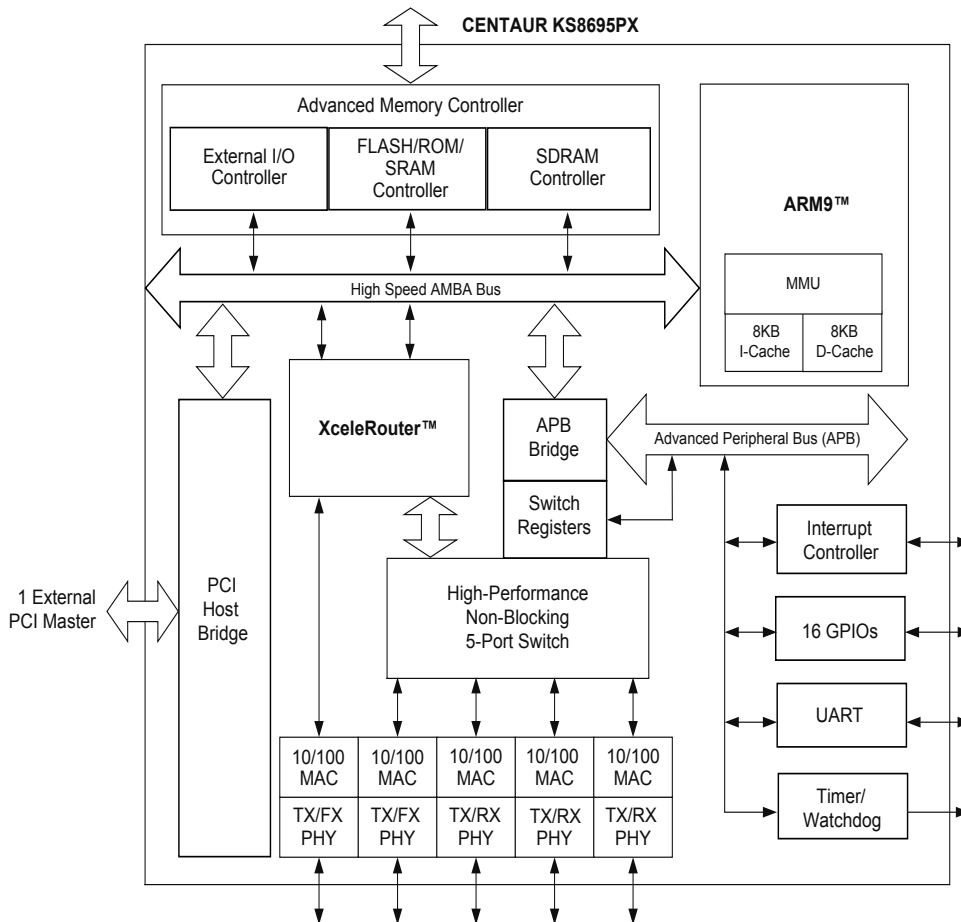 CENTAUR KS8695PX
Advanced Memory Controller
External I/O
Controller
FLASH/ROM/
SRAM
Controller
SDRAM
Controller
ARM9™
MMU
8KB
I-Cache
8KB
D-Cache
High Speed AMBA Bus
XceleRouter™
APB
Bridge
Advanced Peripheral Bus (APB)
Switch
Registers
Interrupt
Controller
1 External
PCI Master
PCI
Host
Bridge
High-Performance
Non-Blocking
5-Port Switch
16 GPIOs
UART
Timer/
Watchdog
10/100
MAC
10/100
MAC
10/100
MAC
10/100
MAC
10/100
MAC
TX/FX
PHY
TX/FX
PHY
TX/RX
PHY
TX/RX
PHY
TX/RX
PHY